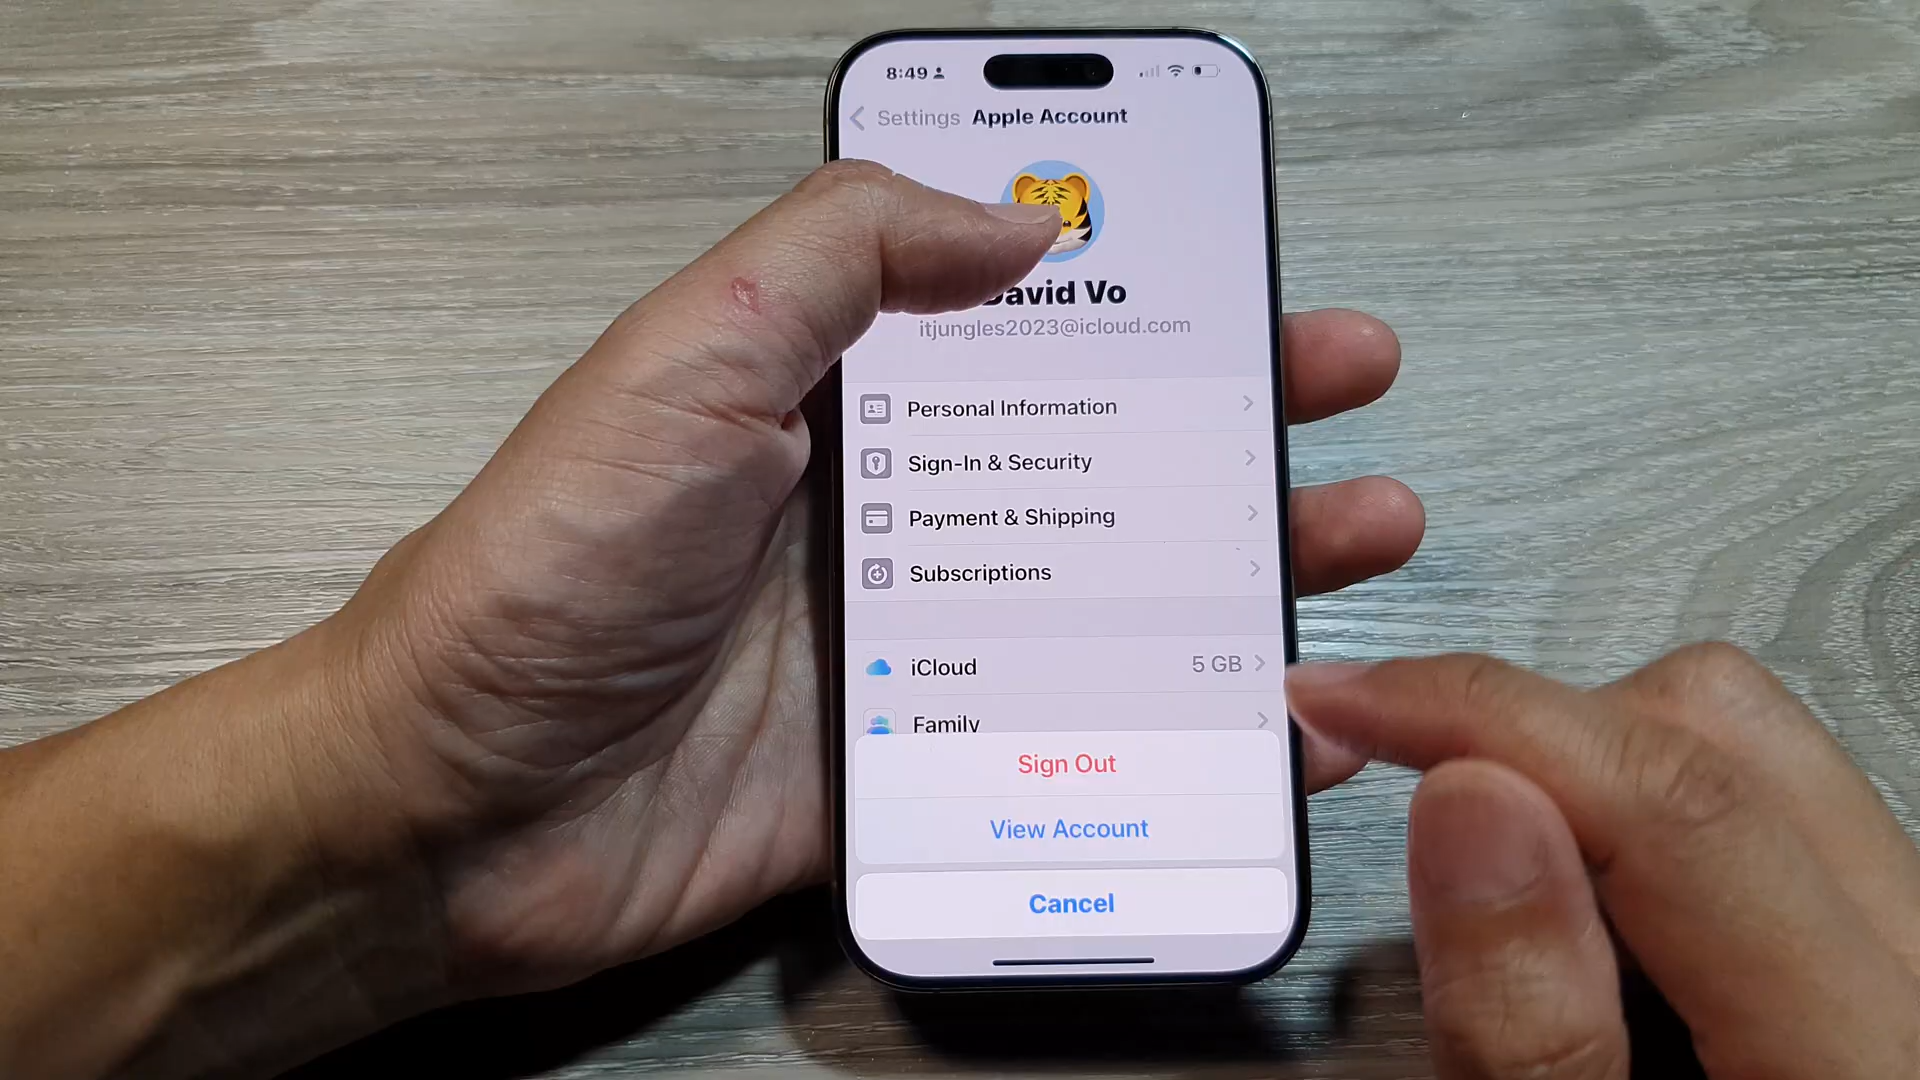 8:49
Settings Apple Account
David Vo
itjungles2023@icloud.com
Personal Information
Sign-In & Security
Payment & Shipping
Subscriptions
iCloud 5 GB
Family
Sign Out
View Account
Cancel